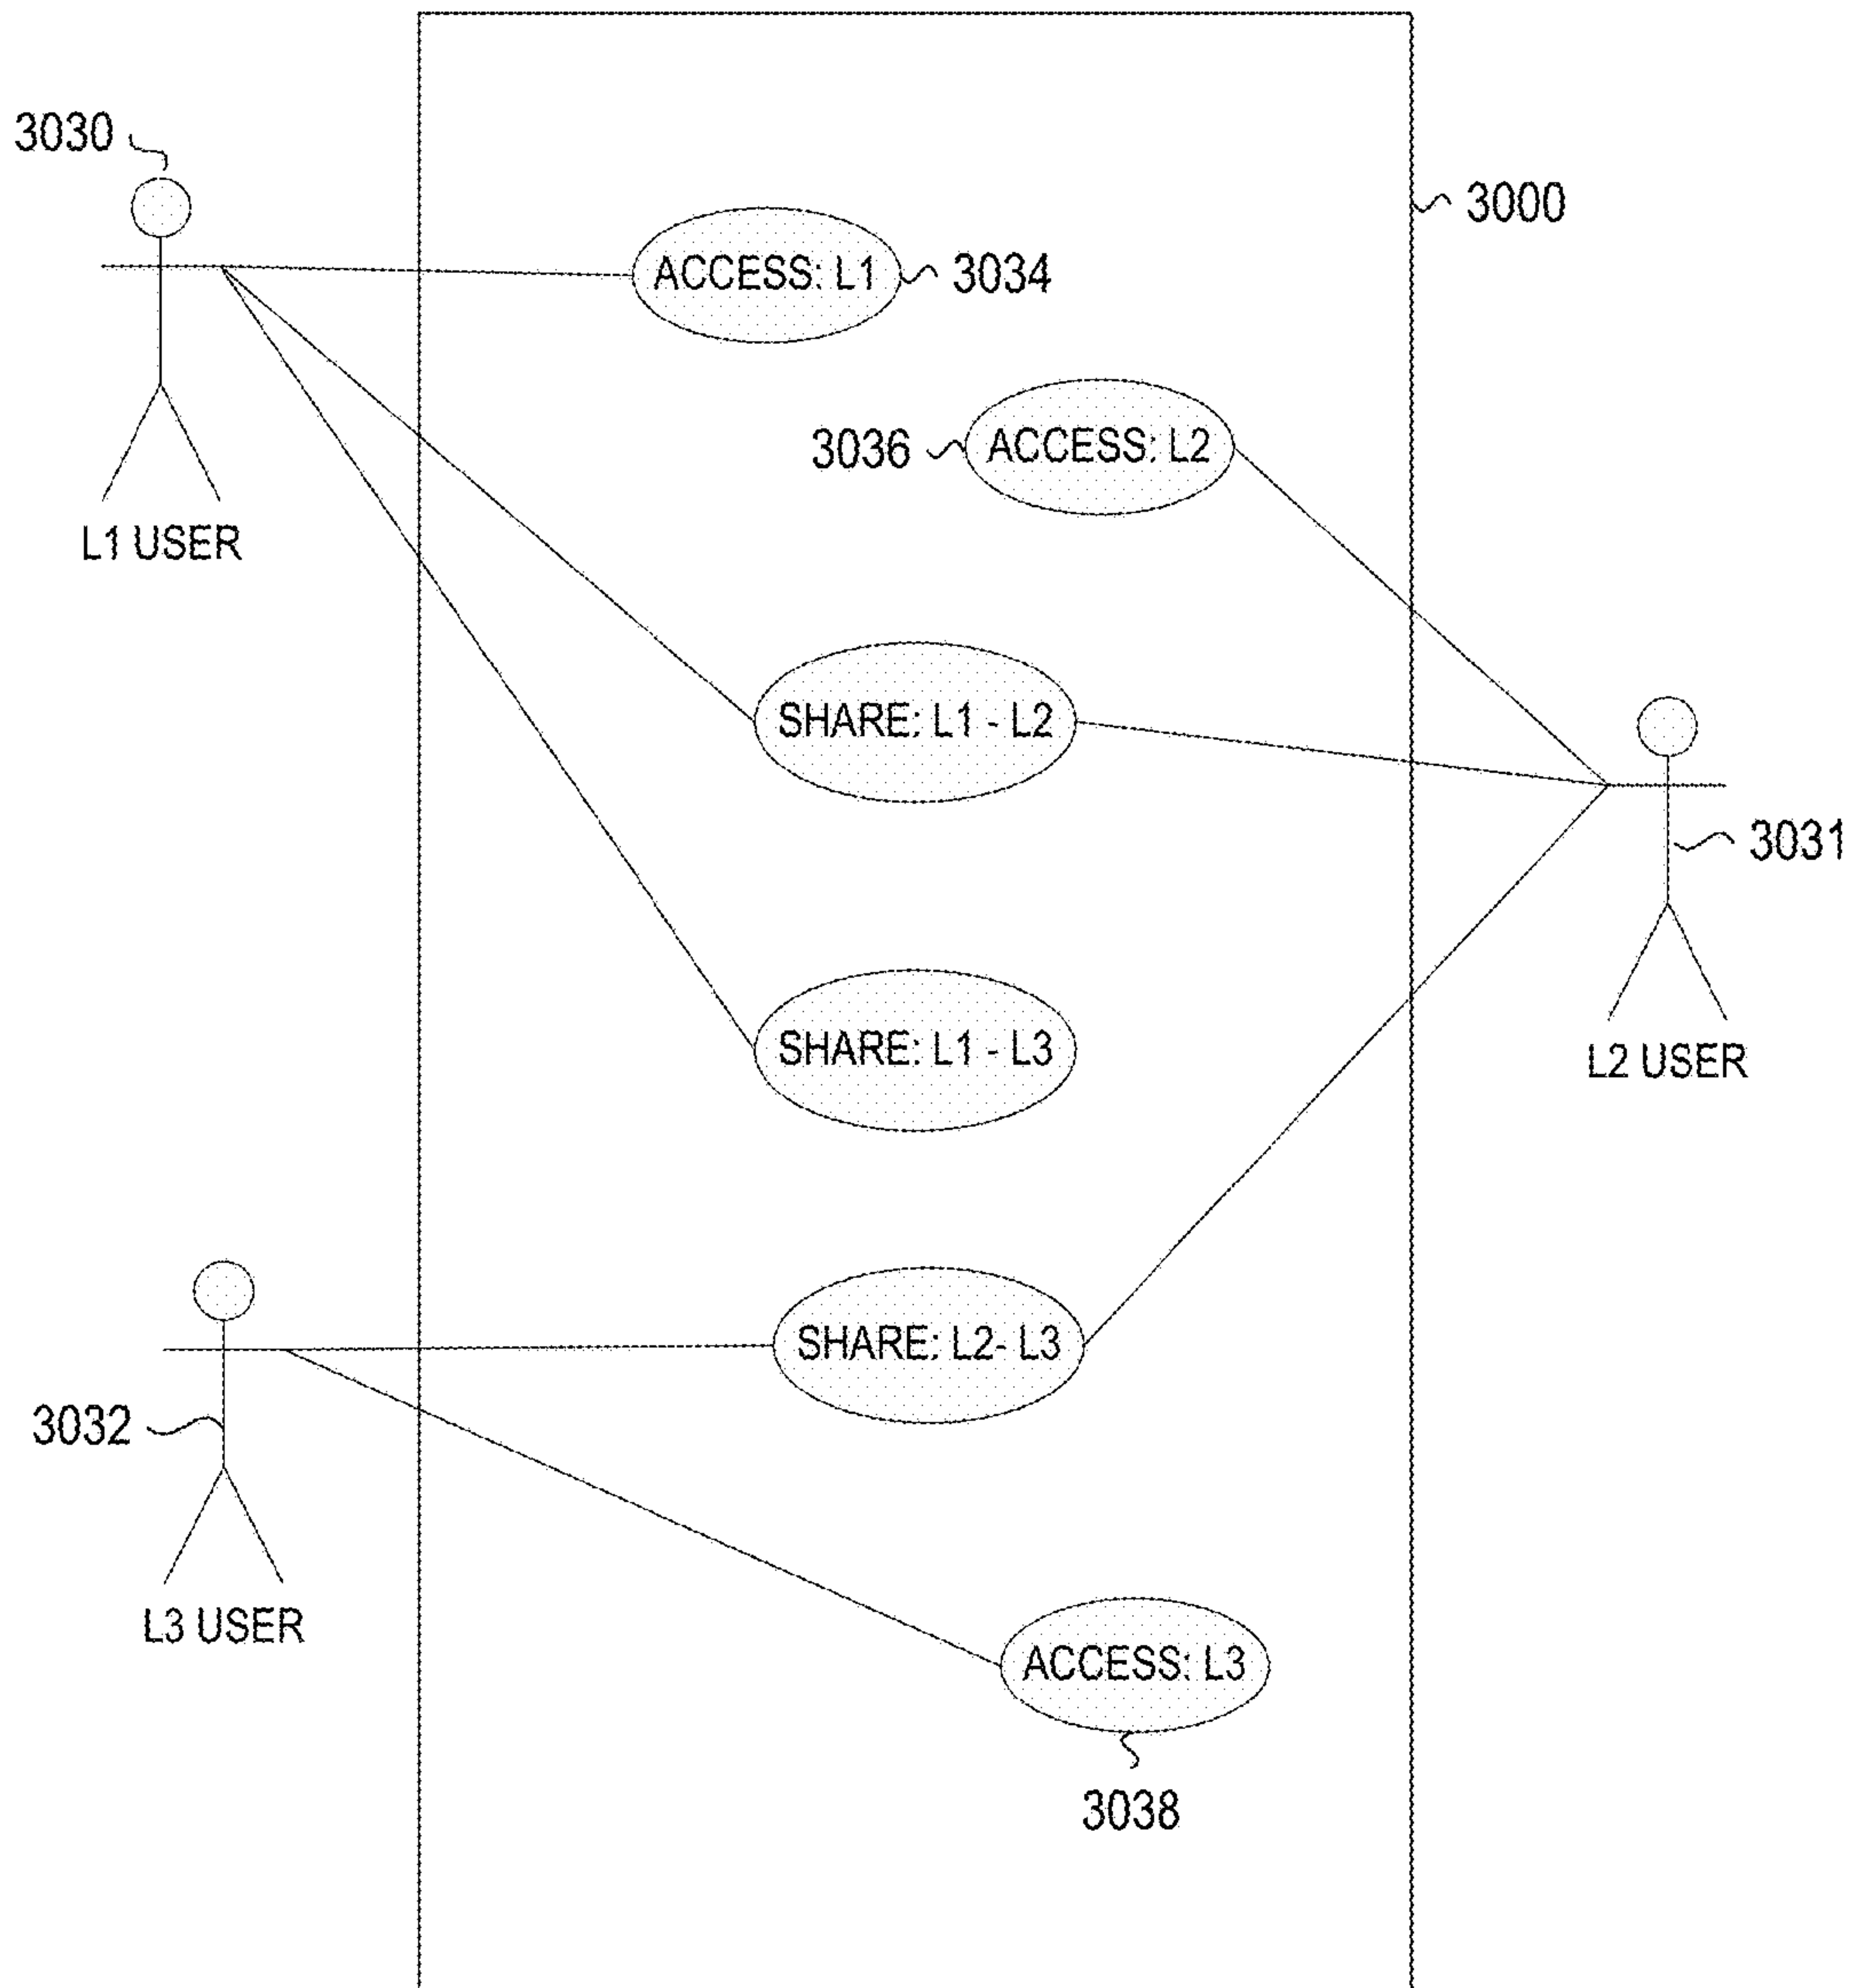 3030
3000
ACCESS: L1
3034
3036
ACCESS: L2
L1 USER
SHARE: L1 - L2
3031
SHARE: L1 - L3
L2 USER
SHARE: L2- L3
3032
L3 USER
ACCESS: L3
3038